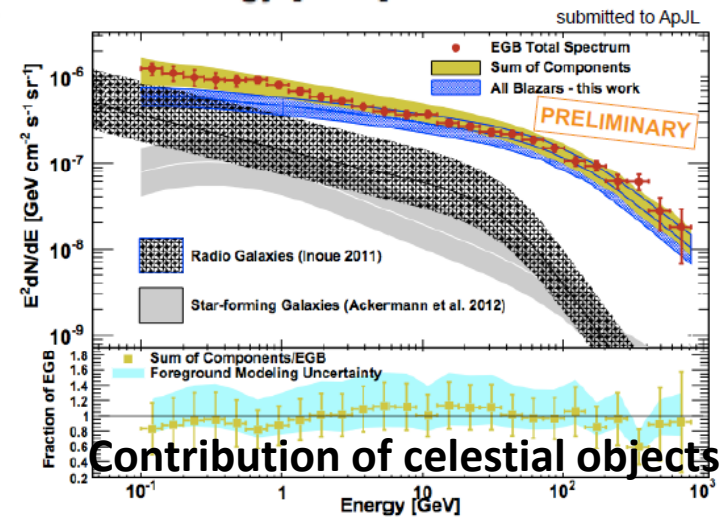 submitted to ApJL
EGB Total Spectrum
Sum of Components
All Blazars - this work
PRELIMINARY
10⁻⁶
10⁻⁷
10⁻⁸
10⁻⁹
E²dN/dE [GeV cm⁻² s⁻¹ sr⁻¹]
Radio Galaxies (Inoue 2011)
Star-forming Galaxies (Ackermann et al. 2012)
Sum of Components/EGB
Foreground Modeling Uncertainty
Fraction of EGB
1.8
1.6
1.4
1.2
1
0.8
0.6
0.4
0.2
Contribution of celestial objects
10⁻¹ 1 10 10² 10³
Energy [GeV]